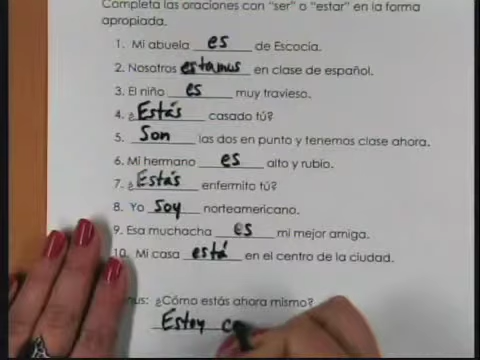 Completa las oraciones con "ser" o "estar" en la forma
apropiada.
1. Mi abuela es de Escocia.
2. Nosotros estamus en clase de español.
3. El niño es muy travieso.
4. ¿ Estás casado tú?
5. Son las dos en punto y tenemos clase ahora.
6. Mi hermano es alto y rubio.
7. ¿ Estás enfermito tú?
8. Yo soy norteamericano.
9. Esa muchacha es mi mejor amiga.
10. Mi casa está en el centro de la ciudad.
nus: ¿Cómo estás ahora mismo?
Estoy c